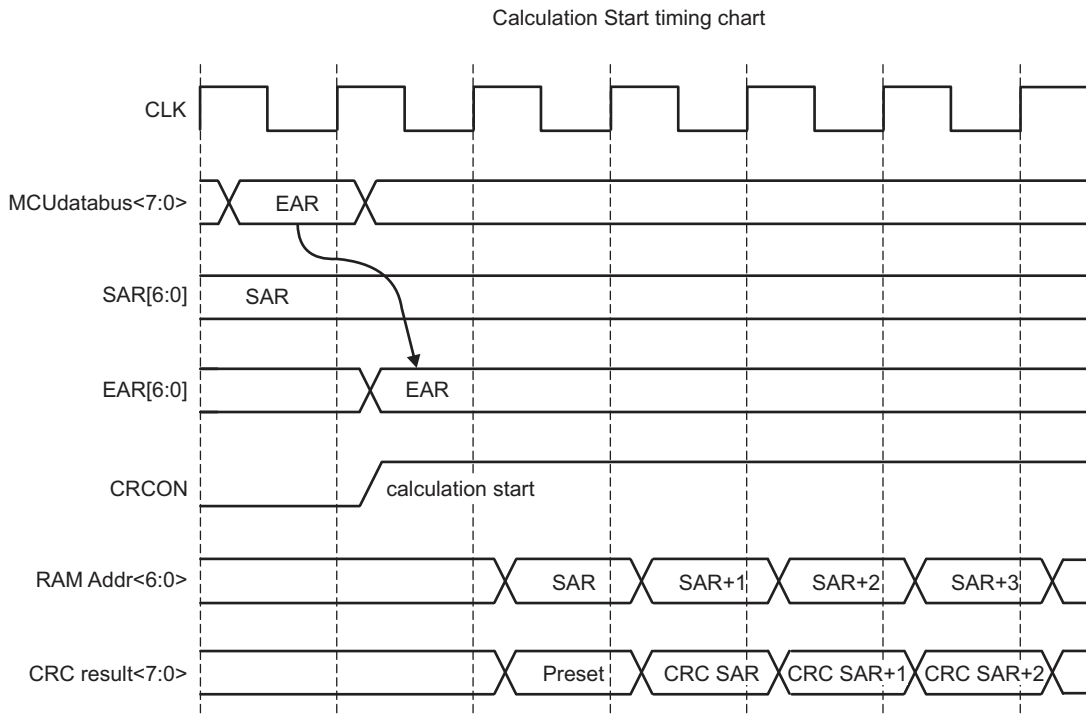 Calculation Start timing chart
CLK
MCUdatabus<7:0> EAR
SAR[6:0] SAR
EAR[6:0] EAR
CRCON calculation start
RAM Addr<6:0> SAR SAR+1 SAR+2 SAR+3
CRC result<7:0> Preset CRC SAR CRC SAR+1 CRC SAR+2